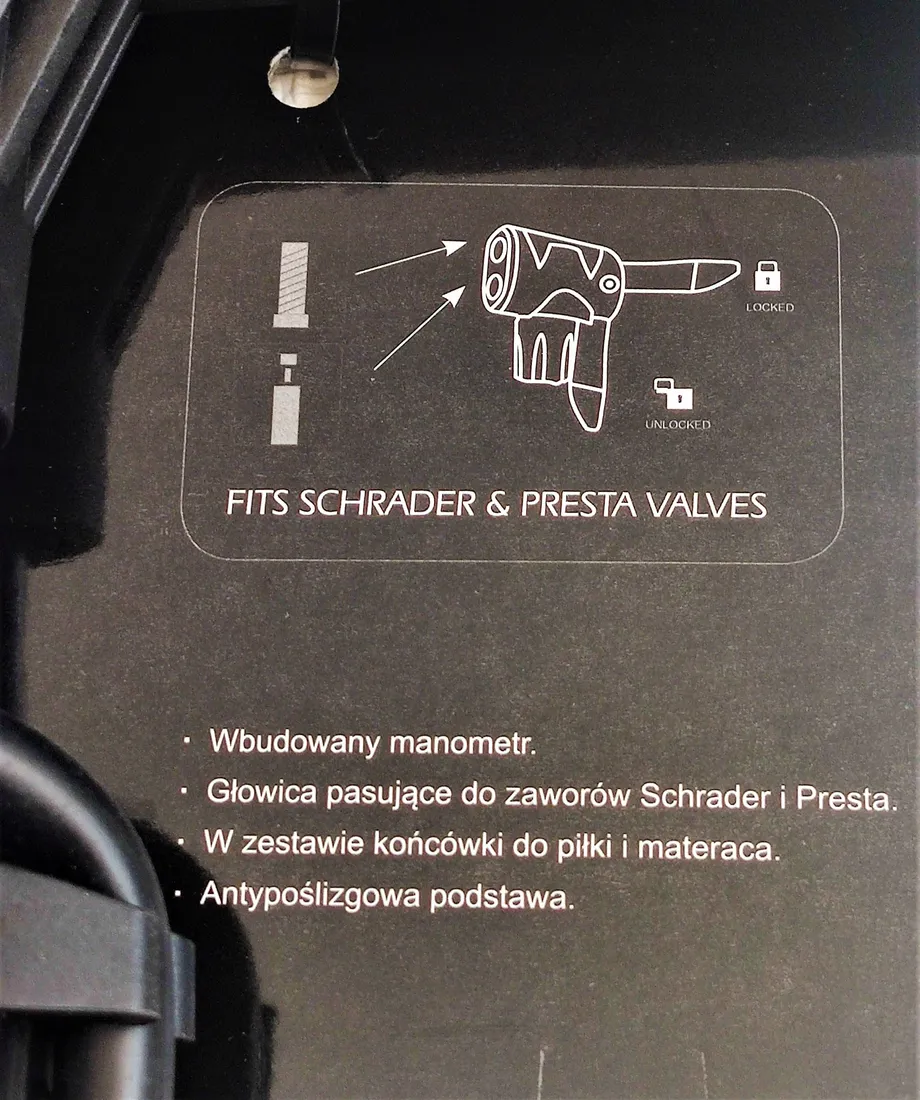 LOCKED
UNLOCKED
FITS SCHRADER & PRESTA VALVES
· Wbudowany manometr.
· Głowica pasujące do zaworów Schrader i Presta.
· W zestawie końcówki do piłki i materaca.
· Antypoślizgowa podstawa.